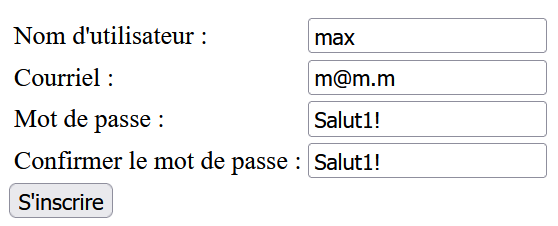 Nom d'utilisateur : max
Courriel : m@m.m
Mot de passe : Salut1!
Confirmer le mot de passe : Salut1!
S'inscrire